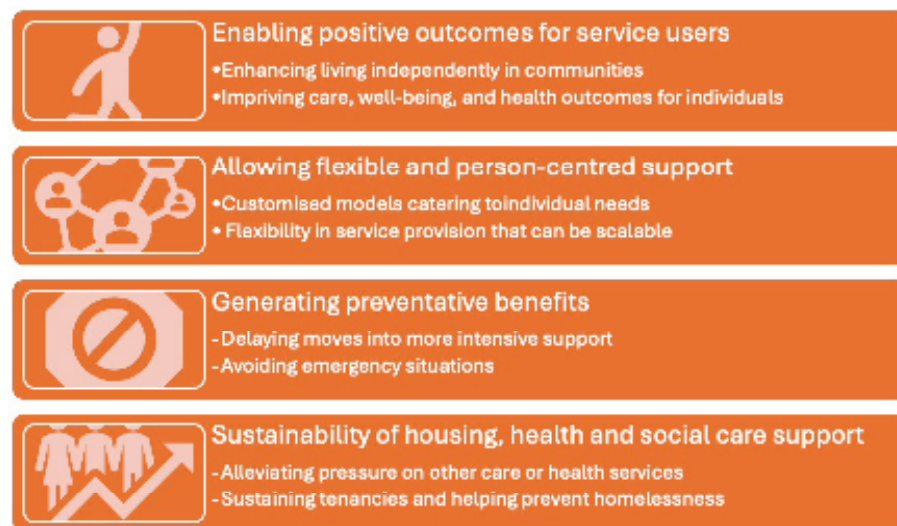 Enabling positive outcomes for service users
•Enhancing living independently in communities
•Impriving care, well-being, and health outcomes for individuals
Allowing flexible and person-centred support
•Customised models catering toindividual needs
• Flexibility in service provision that can be scalable
Generating preventative benefits
-Delaying moves into more intensive support
-Avoiding emergency situations
Sustainability of housing, health and social care support
-Alleviating pressure on other care or health services
-Sustaining tenancies and helping prevent homelessness